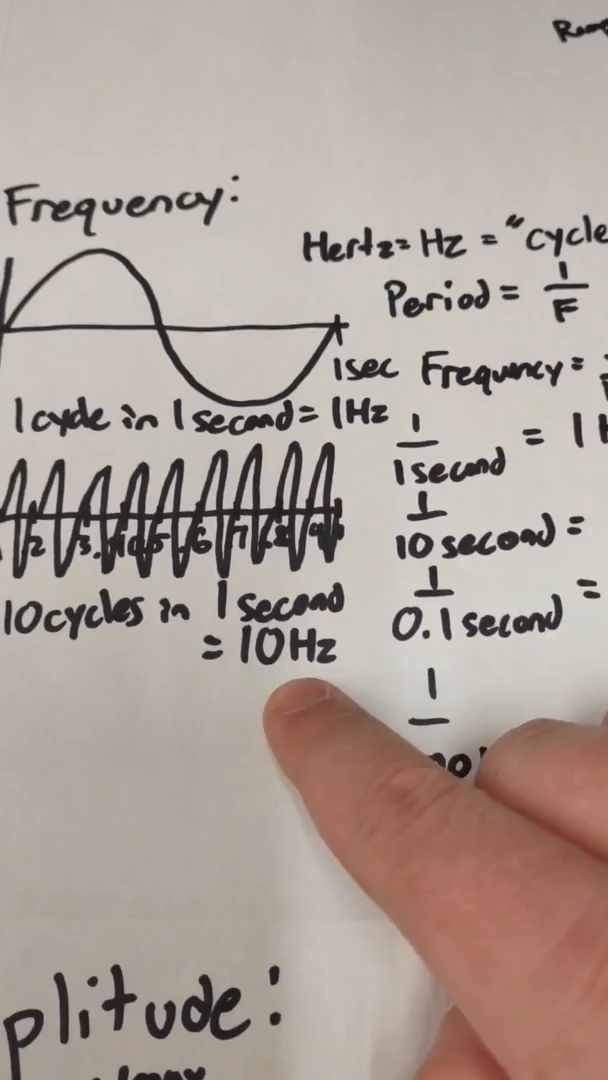 Frequency:
Hertz = Hz = "cycle
Period = 1/F
1sec
Frequency =
1 cycle in 1 second = 1Hz
1/1second = 1
2 3 5 6 7 8 9
1/10 second =
10 cycles in 1 second
= 10Hz
1/0.1 second =
1
plitude: